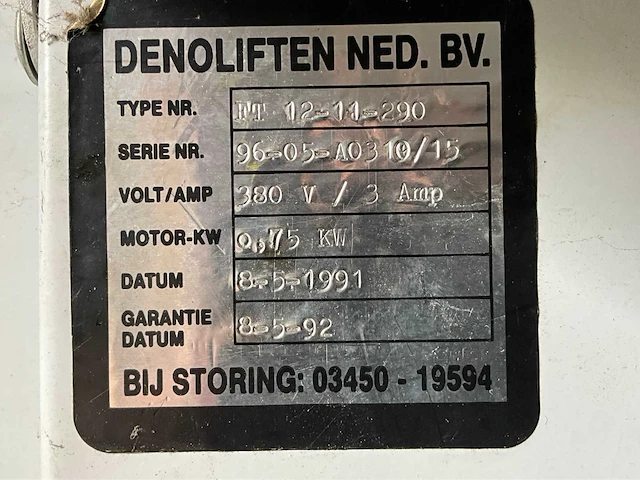 DENOLIFTEN NED. BV.
TYPE NR. FT 12-11-290
SERIE NR. 96-05-A0310/15
VOLT/AMP 380 V / 3 Amp
MOTOR-KW 0,75 KW
DATUM 8-5-1991
GARANTIE DATUM 8-5-92
BIJ STORING: 03450 - 19594